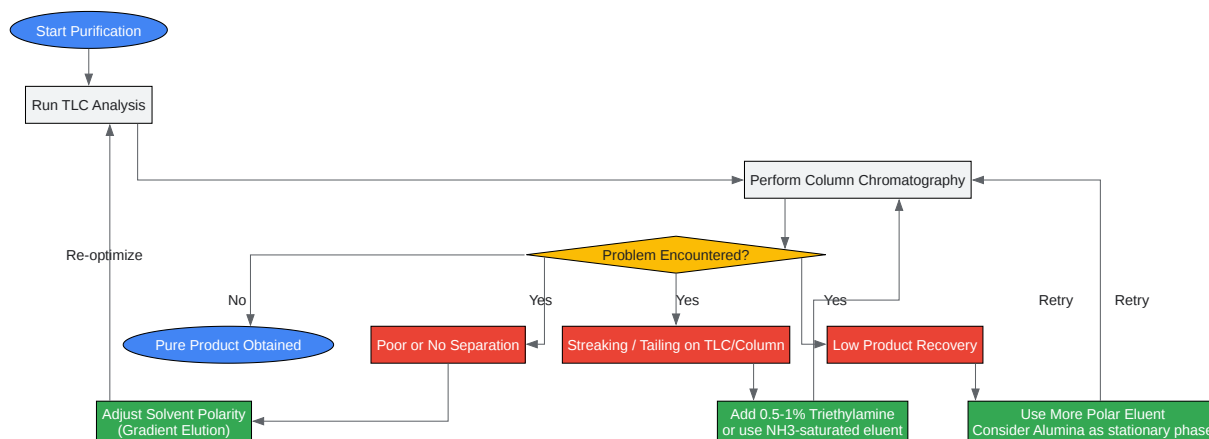 Start Purification
Run TLC Analysis
Perform Column Chromatography
Re-optimize
Problem Encountered?
No
Yes
Yes
Yes
Retry
Retry
Pure Product Obtained
Poor or No Separation
Streaking / Tailing on TLC/Column
Low Product Recovery
Adjust Solvent Polarity
(Gradient Elution)
Add 0.5-1% Triethylamine
or use NH3-saturated eluent
Use More Polar Eluent
Consider Alumina as stationary phase